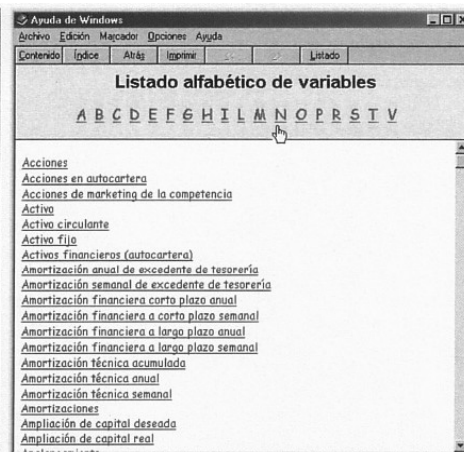 Ayuda de Windows
Archivo Edición Marcador Opciones Ayuda
Contenido Índice Atrás Imprimir << >> Listado
Listado alfabético de variables
A B C D E F G H I L M N O P R S T V
Acciones
Acciones en autocartera
Acciones de marketing de la competencia
Activo
Activo circulante
Activo fijo
Activos financieros (autocartera)
Amortización anual de excedente de tesorería
Amortización semanal de excedente de tesorería
Amortización financiera corto plazo anual
Amortización financiera a corto plazo semanal
Amortización financiera a largo plazo anual
Amortización financiera a largo plazo semanal
Amortización técnica acumulada
Amortización técnica anual
Amortización técnica semanal
Amortizaciones
Ampliación de capital deseada
Ampliación de capital real